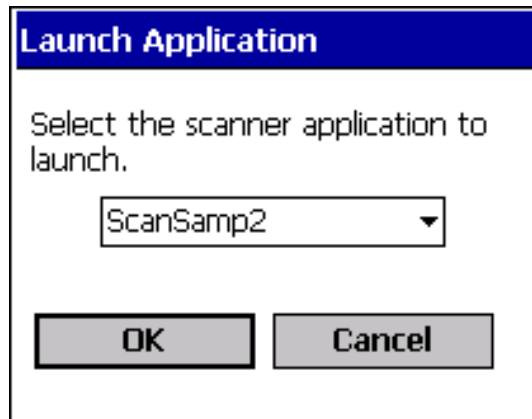 Launch Application
Select the scanner application to
launch.
ScanSamp2
OK Cancel